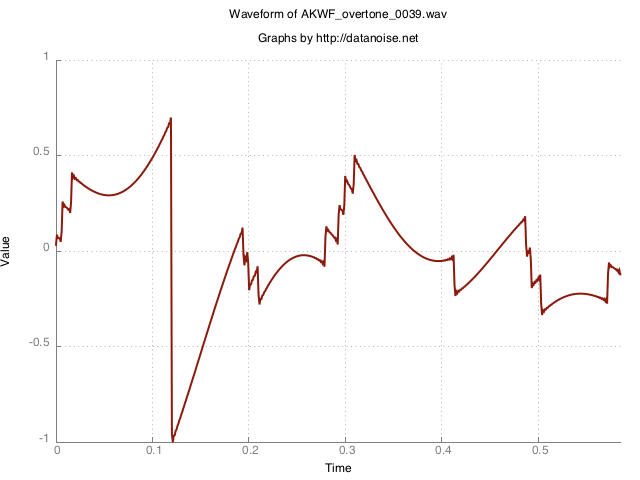 Waveform of AKWF_overtone_0039.wav
Graphs by http://datanoise.net
1
0.5
0
-0.5
-1
Value
0 0.1 0.2 0.3 0.4 0.5
Time